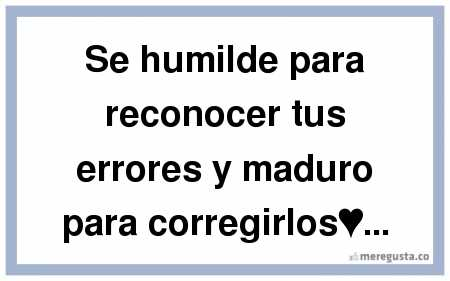 Se humilde para
reconocer tus
errores y maduro
para corregirlos♥...
meregusta.co